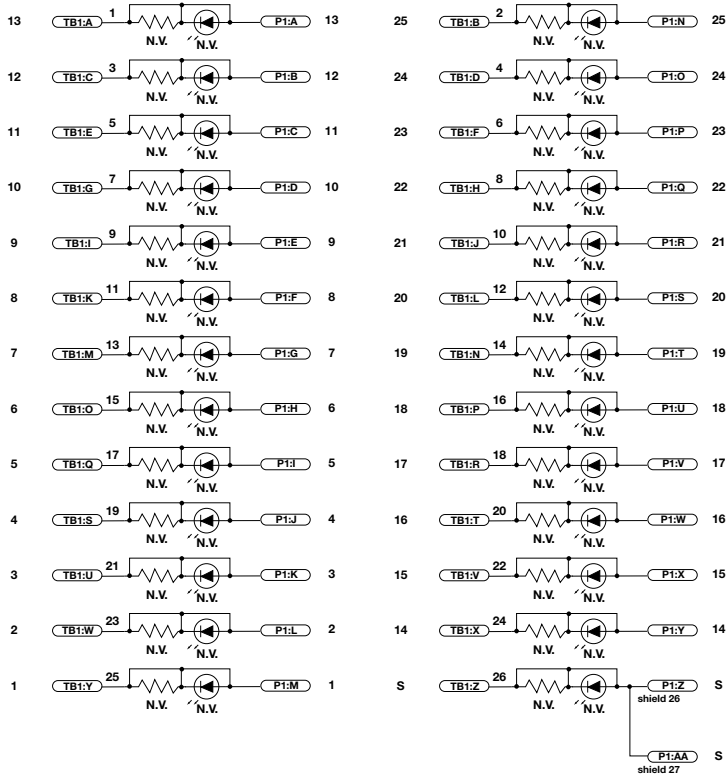 13 TB1:A 1 N.V. N.V. P1:A 13 25 TB1:B 2 N.V. N.V. P1:N 25
12 TB1:C 3 N.V. N.V. P1:B 12 24 TB1:D 4 N.V. N.V. P1:O 24
11 TB1:E 5 N.V. N.V. P1:C 11 23 TB1:F 6 N.V. N.V. P1:P 23
10 TB1:G 7 N.V. N.V. P1:D 10 22 TB1:H 8 N.V. N.V. P1:Q 22
9 TB1:I 9 N.V. N.V. P1:E 9 21 TB1:J 10 N.V. N.V. P1:R 21
8 TB1:K 11 N.V. N.V. P1:F 8 20 TB1:L 12 N.V. N.V. P1:S 20
7 TB1:M 13 N.V. N.V. P1:G 7 19 TB1:N 14 N.V. N.V. P1:T 19
6 TB1:O 15 N.V. N.V. P1:H 6 18 TB1:P 16 N.V. N.V. P1:U 18
5 TB1:Q 17 N.V. N.V. P1:I 5 17 TB1:R 18 N.V. N.V. P1:V 17
4 TB1:S 19 N.V. N.V. P1:J 4 16 TB1:T 20 N.V. N.V. P1:W 16
3 TB1:U 21 N.V. N.V. P1:K 3 15 TB1:V 22 N.V. N.V. P1:X 15
2 TB1:W 23 N.V. N.V. P1:L 2 14 TB1:X 24 N.V. N.V. P1:Y 14
1 TB1:Y 25 N.V. N.V. P1:M 1 S TB1:Z 26 N.V. N.V. P1:Z S
shield 26
P1:AA S
shield 27